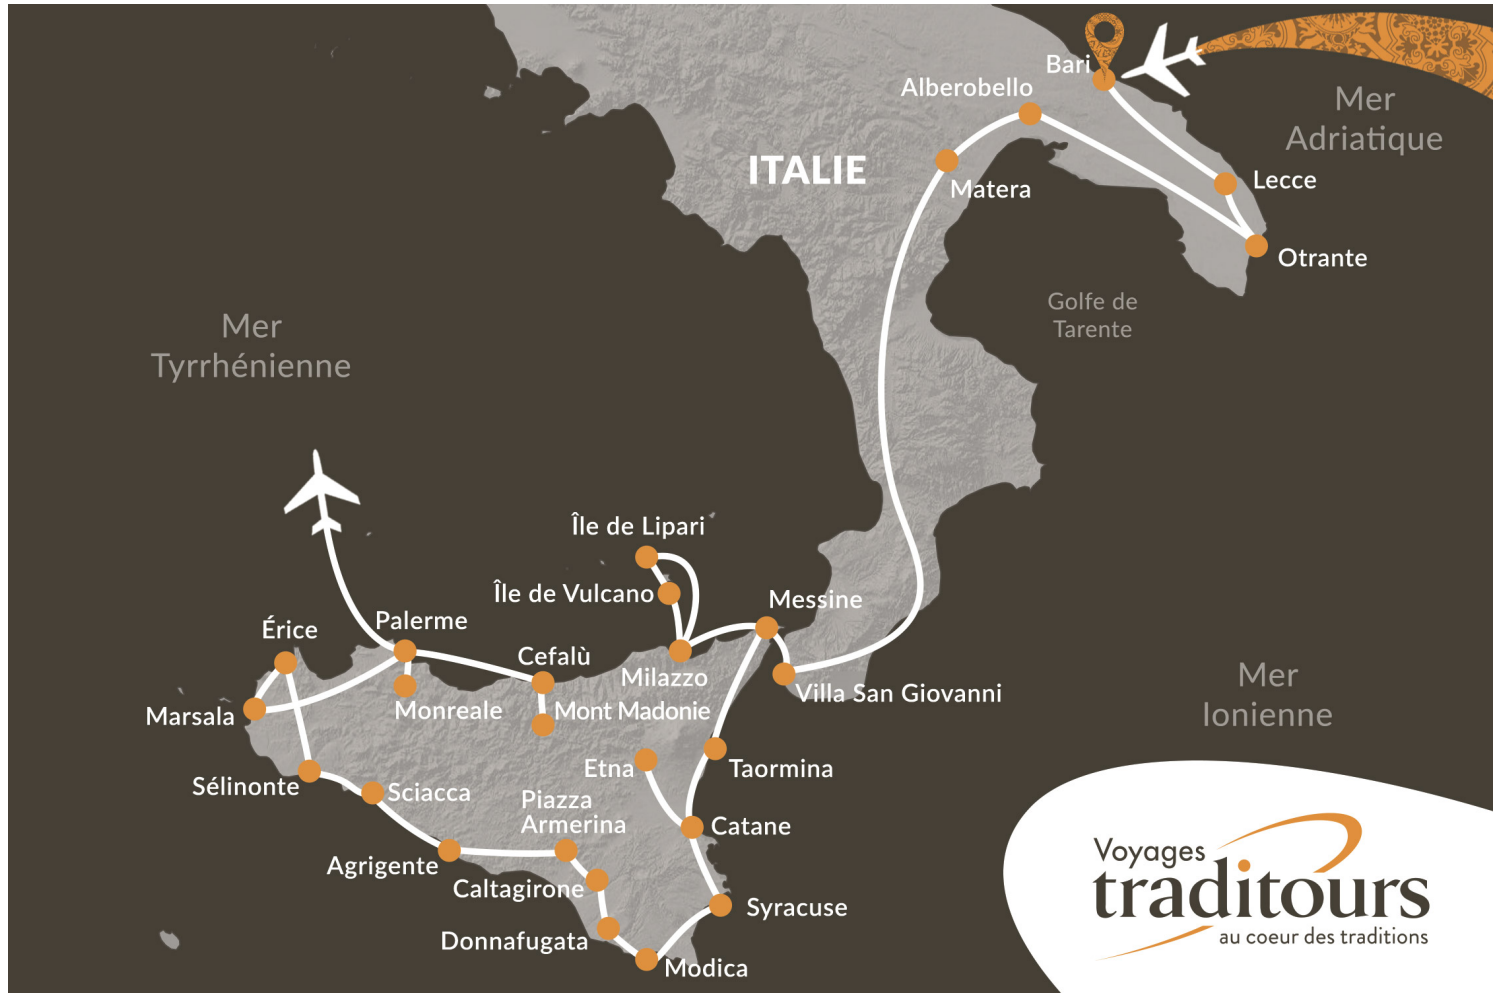 Bari
Alberobello
Mer
Adriatique
ITALIE
Matera
Lecce
Otrante
Golfe de
Tarente
Mer
Tyrrhénienne
Île de Lipari
Île de Vulcano
Messine
Érice
Palerme
Cefalù
Milazzo
Villa San Giovanni
Mer
Ionienne
Marsala
Monreale
Mont Madonie
Etna
Taormina
Sélinonte
Sciacca
Piazza
Armerina
Catane
Agrigente
Caltagirone
Syracuse
Donnafugata
Modica
Voyages
traditours
au coeur des traditions